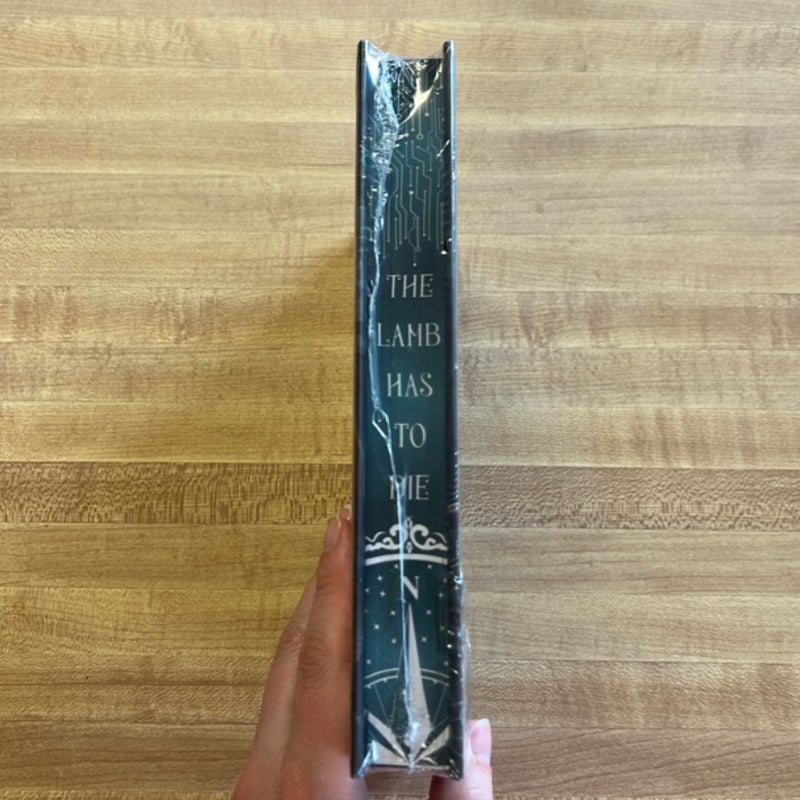 THE
LAMB
HAS
TO
DIE
N